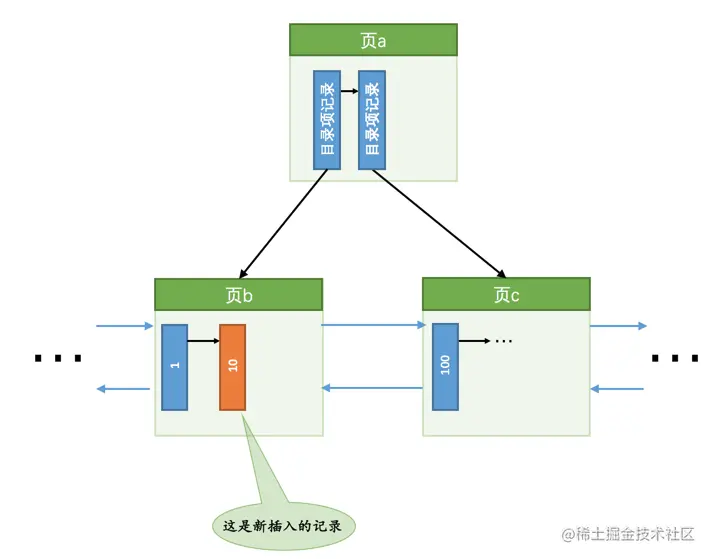 页a
目录项记录
目录项记录
页b
页c
...
1
10
100
...
...
这是新插入的记录
@稀土掘金技术社区